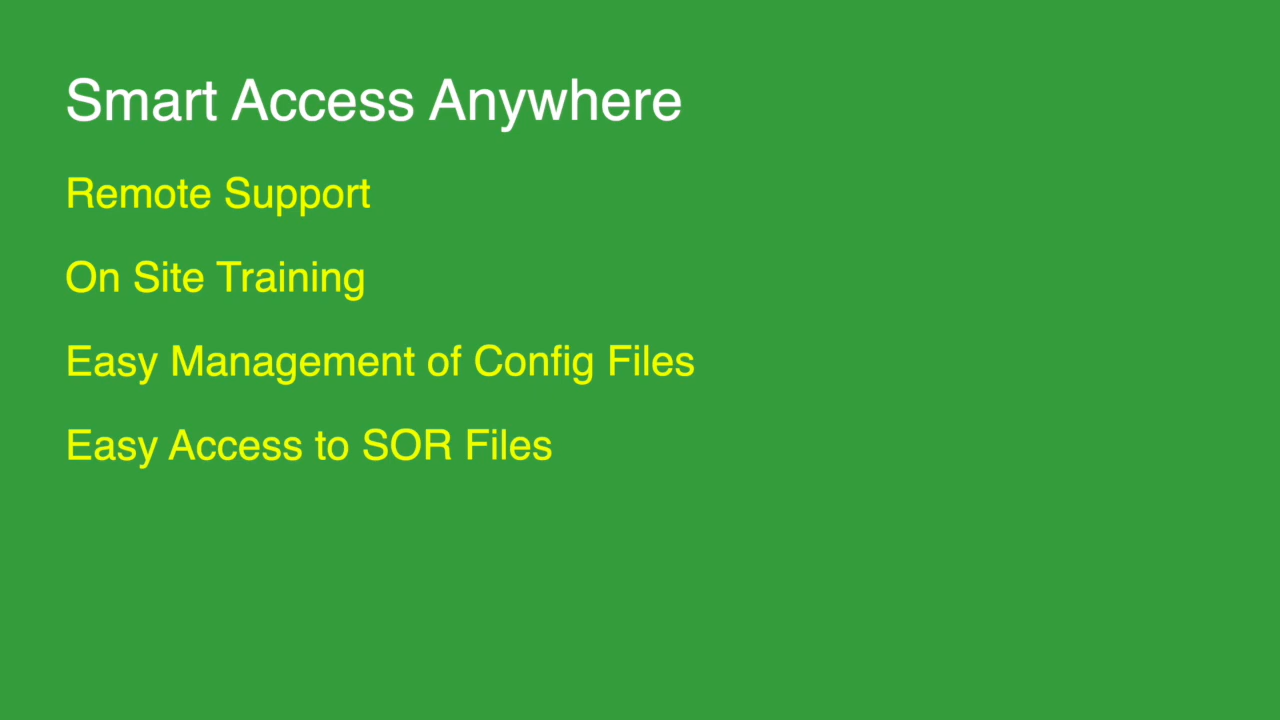 Smart Access Anywhere
Remote Support
On Site Training
Easy Management of Config Files
Easy Access to SOR Files